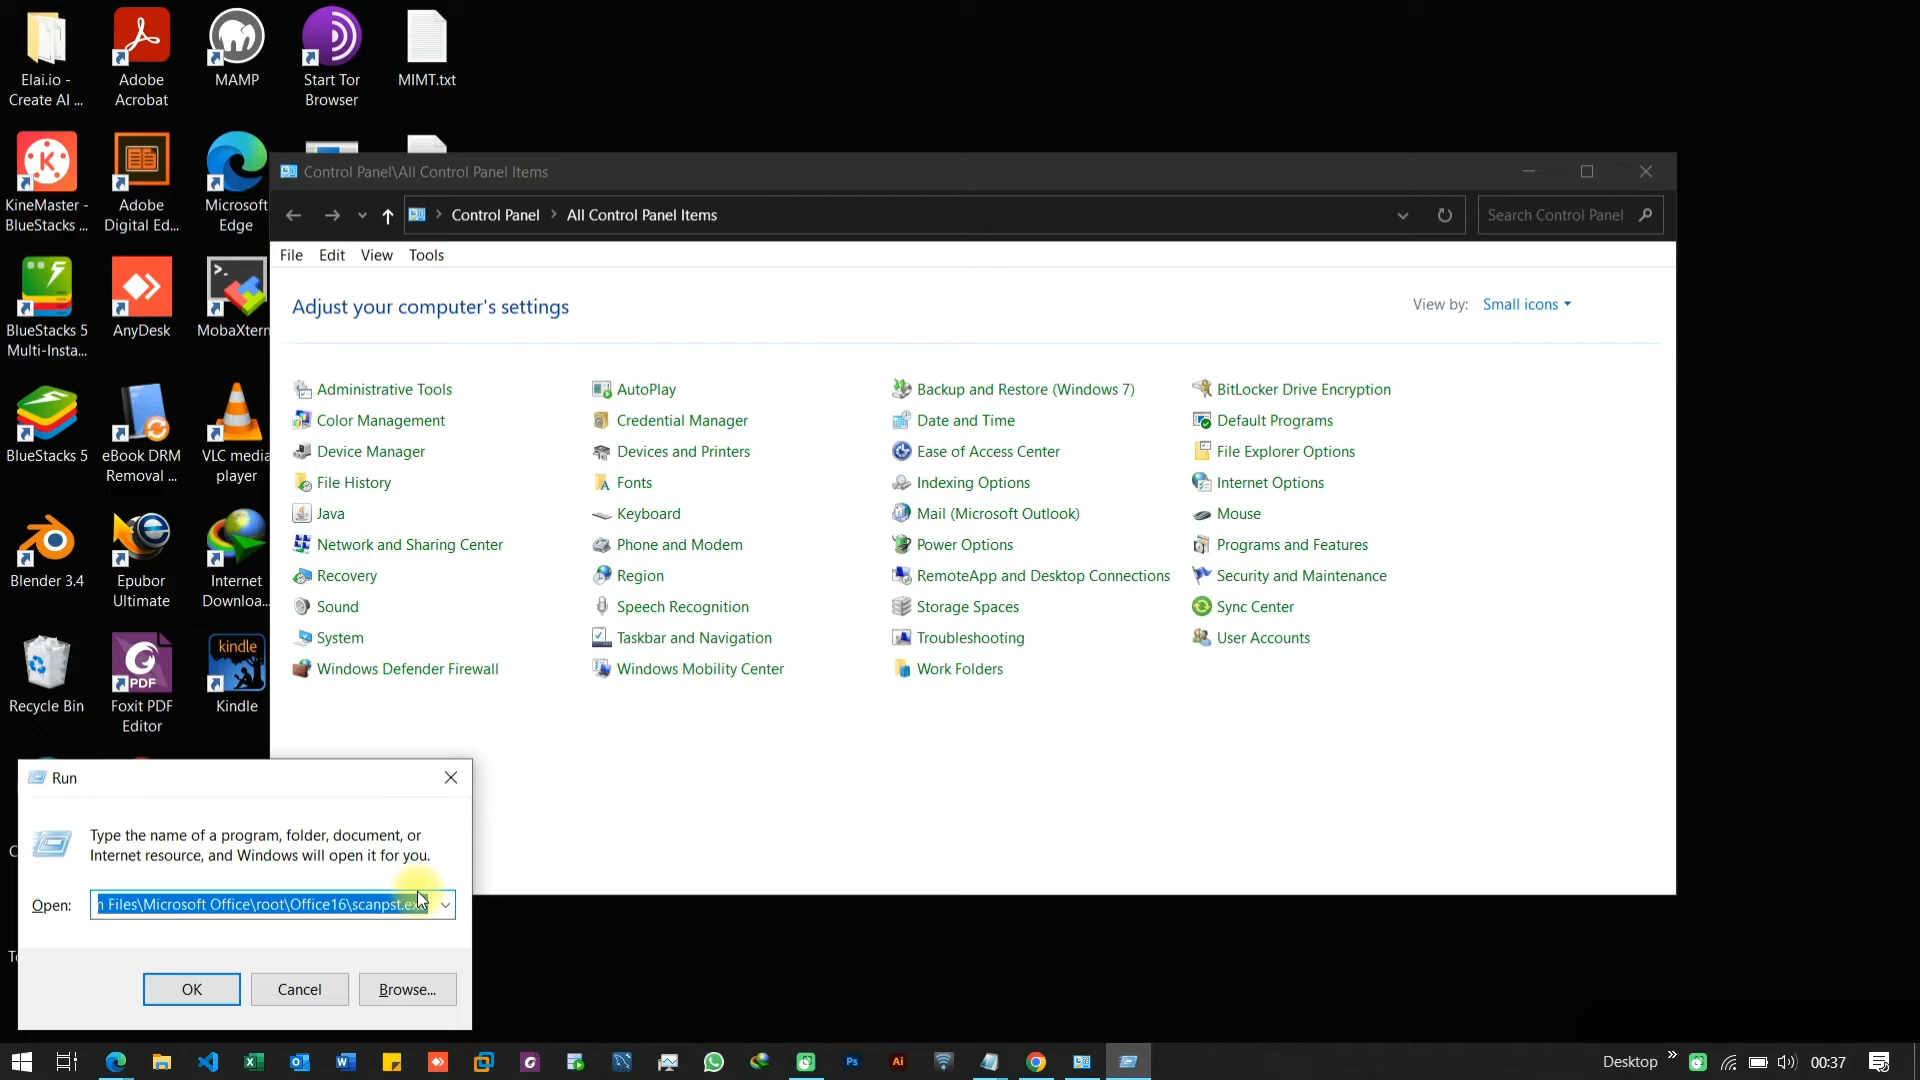 Elai.io -
Create AI ...
Adobe
Acrobat
MAMP
Start Tor
Browser
MIMT.txt
KineMaster -
BlueStacks ...
Adobe
Digital Ed...
Microsoft
Edge
BlueStacks 5
Multi-Insta...
AnyDesk
MobaXterm
BlueStacks 5
eBook DRM
Removal ...
VLC media
player
Blender 3.4
Epubor
Ultimate
Internet
Downloa...
Recycle Bin
PDF
Foxit PDF
Editor
kindle
Kindle
Control Panel\All Control Panel Items
Control Panel > All Control Panel Items
Search Control Panel
File Edit View Tools
Adjust your computer's settings
View by: Small icons
Administrative Tools
AutoPlay
Backup and Restore (Windows 7)
BitLocker Drive Encryption
Color Management
Credential Manager
Date and Time
Default Programs
Device Manager
Devices and Printers
Ease of Access Center
File Explorer Options
File History
Fonts
Indexing Options
Internet Options
Java
Keyboard
Mail (Microsoft Outlook)
Mouse
Network and Sharing Center
Phone and Modem
Power Options
Programs and Features
Recovery
Region
RemoteApp and Desktop Connections
Security and Maintenance
Sound
Speech Recognition
Storage Spaces
Sync Center
System
Taskbar and Navigation
Troubleshooting
User Accounts
Windows Defender Firewall
Windows Mobility Center
Work Folders
Run
Type the name of a program, folder, document, or
Internet resource, and Windows will open it for you.
Open: n Files\Microsoft Office\root\Office16\scanpst.exe
OK
Cancel
Browse...
Ps
Ai
Desktop
00:37